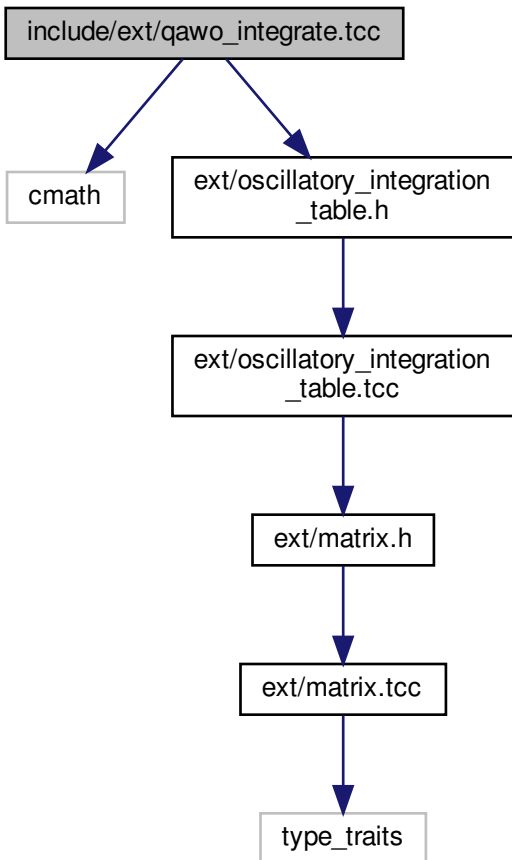 include/ext/qawo_integrate.tcc
cmath
ext/oscillatory_integration
_table.h
ext/oscillatory_integration
_table.tcc
ext/matrix.h
ext/matrix.tcc
type_traits